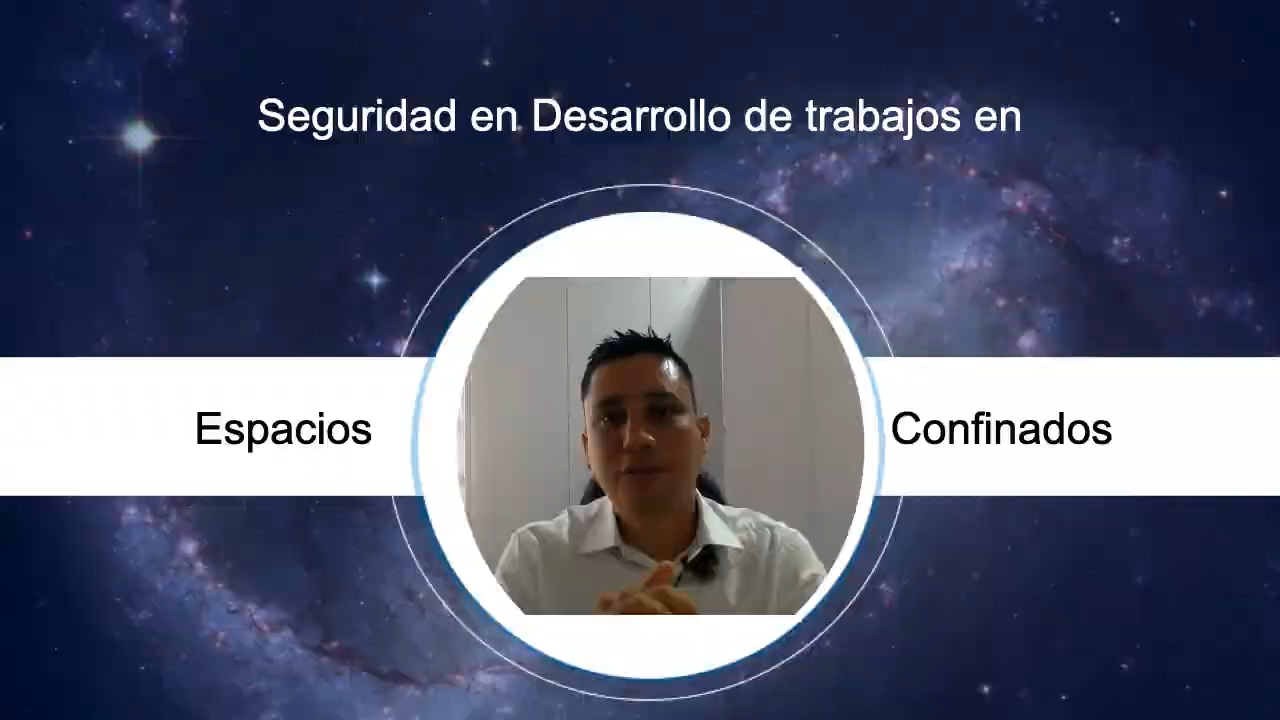 Seguridad en Desarrollo de trabajos en
Espacios Confinados